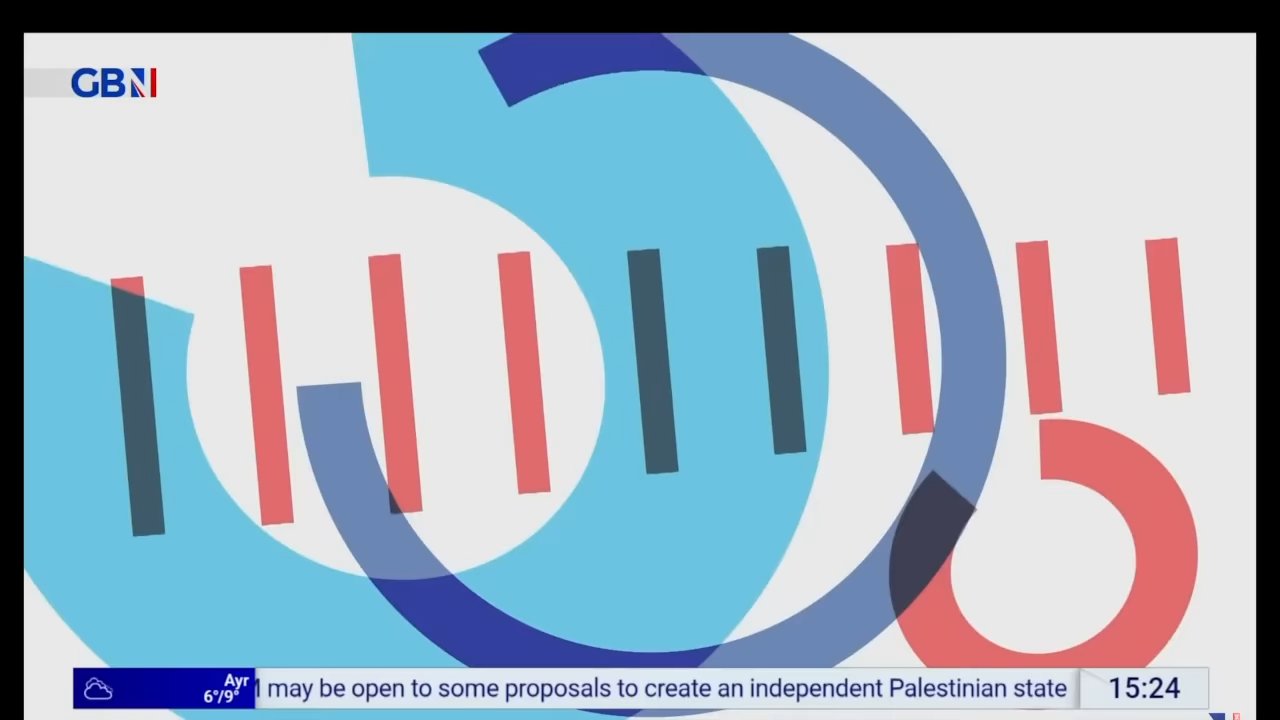 GBN
Ayr
6°/9°
may be open to some proposals to create an independent Palestinian state
15:24